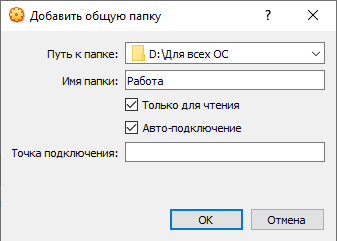 Добавить общую папку
Путь к папке: D:\Для всех ОС
Имя папки: Работа
Только для чтения
Авто-подключение
Точка подключения:
OK Отмена